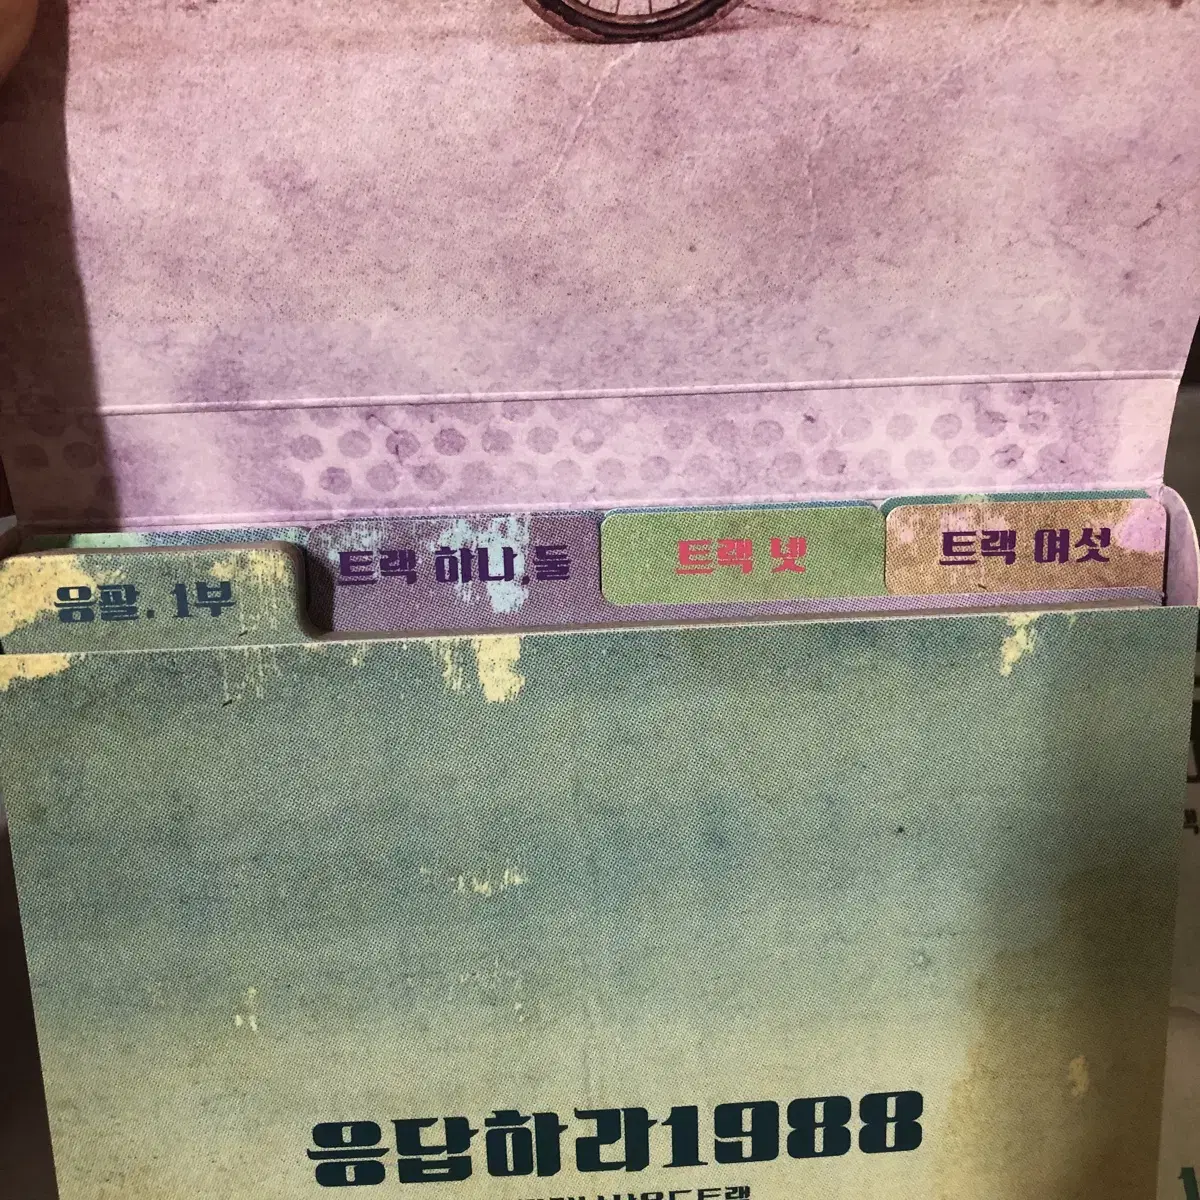 응팔. 1부
트랙 하나, 둘
트랙 넷
트랙 여섯
응답하라1988